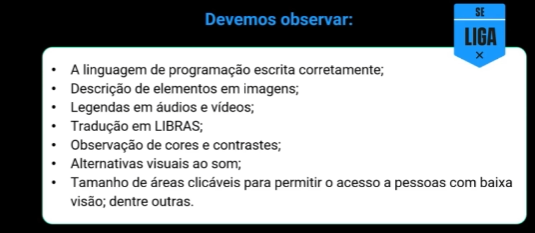 Devemos observar:
SE
LIGA
×
• A linguagem de programação escrita corretamente;
• Descrição de elementos em imagens;
• Legendas em áudios e vídeos;
• Tradução em LIBRAS;
• Observação de cores e contrastes;
• Alternativas visuais ao som;
• Tamanho de áreas clicáveis para permitir o acesso a pessoas com baixa
visão; dentre outras.